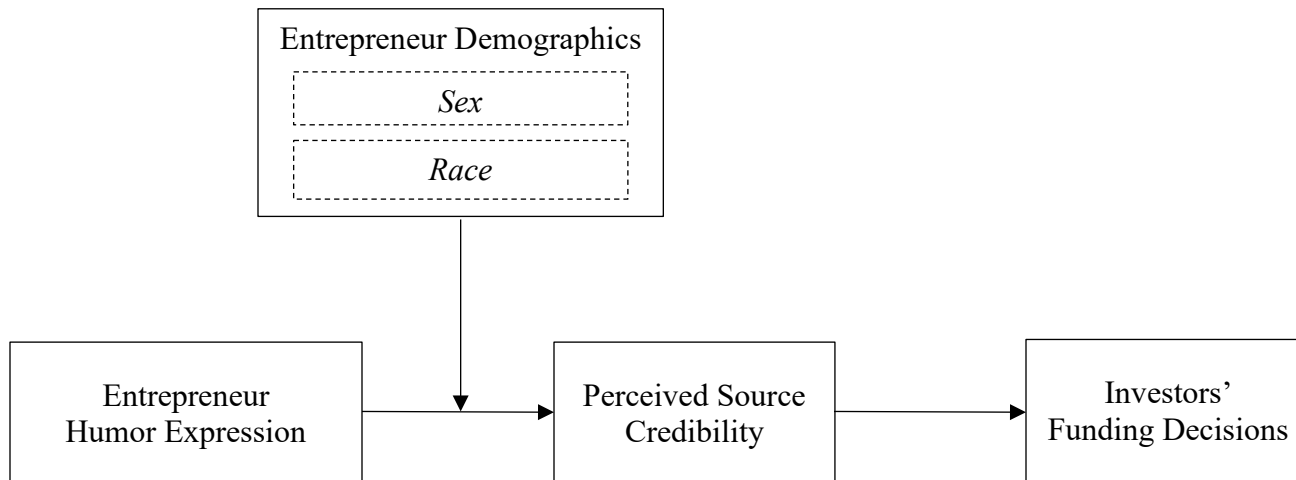 Entrepreneur Demographics
Sex
Race
Entrepreneur
Humor Expression
Perceived Source
Credibility
Investors’
Funding Decisions